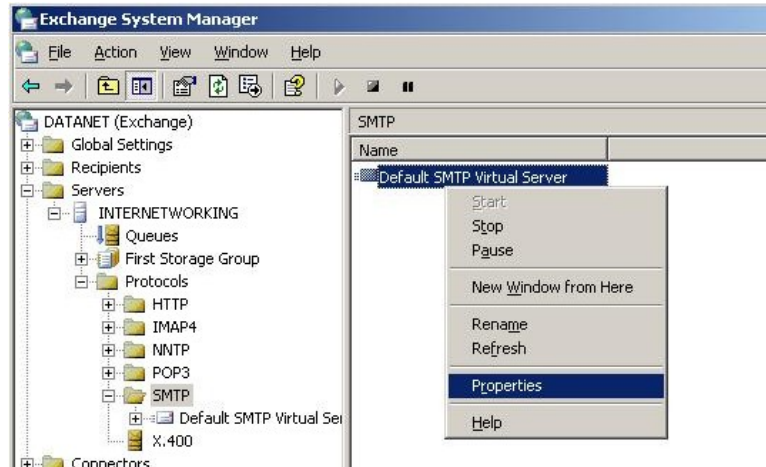 Exchange System Manager
File Action View Window Help
DATANET (Exchange)
Global Settings
Recipients
Servers
INTERNETWORKING
Queues
First Storage Group
Protocols
HTTP
IMAP4
NNTP
POP3
SMTP
Default SMTP Virtual Ser
X.400
Connectors
SMTP
Name
Default SMTP Virtual Server
Start
Stop
Pause
New Window from Here
Rename
Refresh
Properties
Help